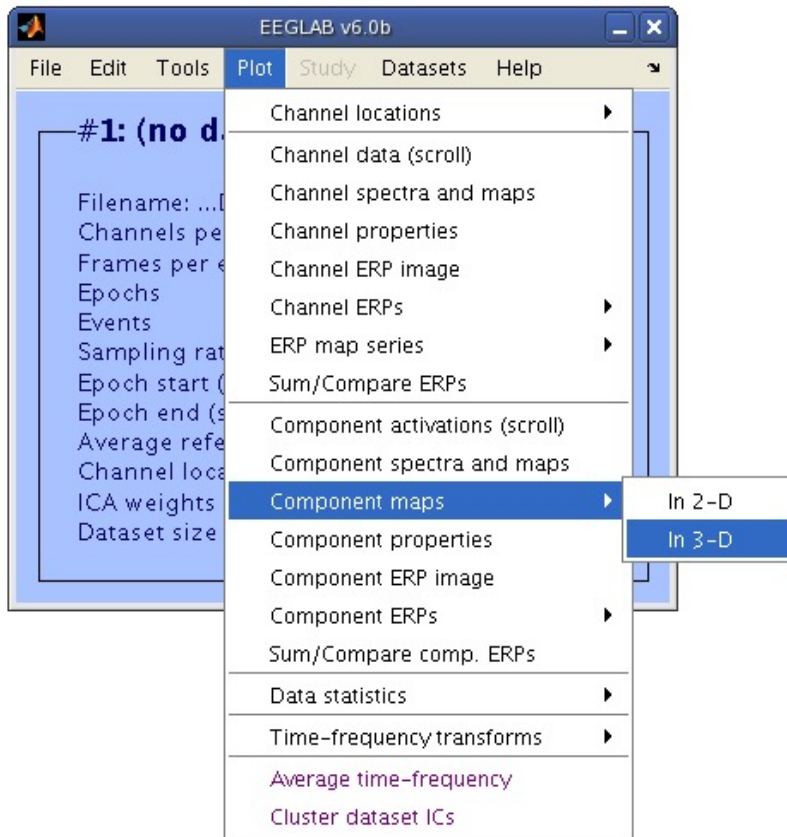 EEGLAB v6.0b
File Edit Tools Plot Study Datasets Help
#1: (no d
Filename: ...
Channels pe
Frames per e
Epochs
Events
Sampling rat
Epoch start (
Epoch end (s
Average refe
Channel loca
ICA weights
Dataset size
Channel locations
Channel data (scroll)
Channel spectra and maps
Channel properties
Channel ERP image
Channel ERPs
ERP map series
Sum/Compare ERPs
Component activations (scroll)
Component spectra and maps
Component maps
Component properties
Component ERP image
Component ERPs
Sum/Compare comp. ERPs
Data statistics
Time-frequency transforms
Average time-frequency
Cluster dataset ICs
In 2-D
In 3-D